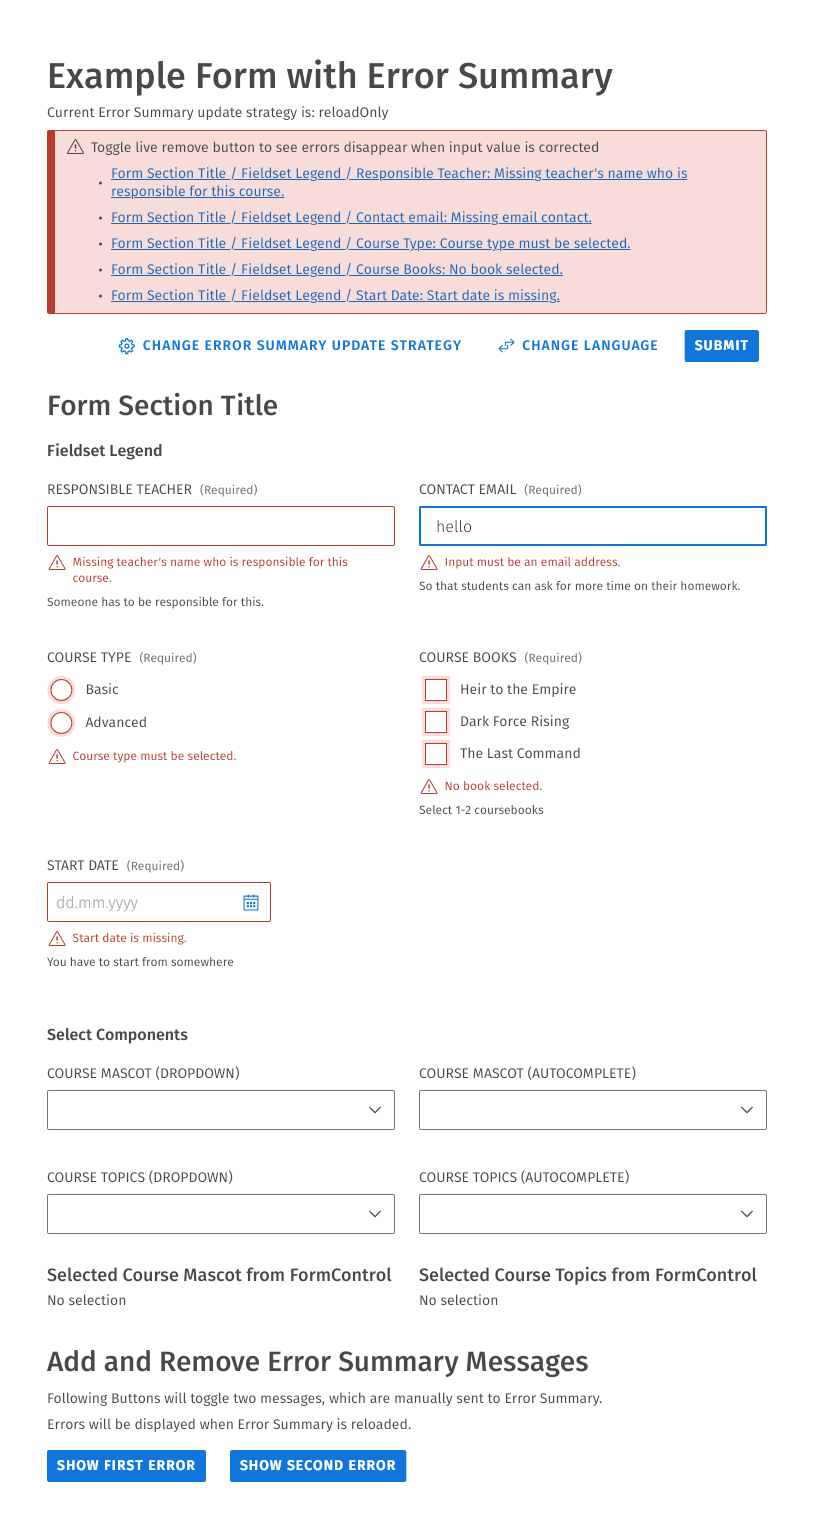 Example Form with Error Summary
Current Error Summary update strategy is: reloadOnly
Toggle live remove button to see errors disappear when input value is corrected
• Form Section Title / Fieldset Legend / Responsible Teacher: Missing teacher's name who is
responsible for this course.
• Form Section Title / Fieldset Legend / Contact email: Missing email contact.
• Form Section Title / Fieldset Legend / Course Type: Course type must be selected.
• Form Section Title / Fieldset Legend / Course Books: No book selected.
• Form Section Title / Fieldset Legend / Start Date: Start date is missing.
CHANGE ERROR SUMMARY UPDATE STRATEGY CHANGE LANGUAGE SUBMIT
Form Section Title
Fieldset Legend
RESPONSIBLE TEACHER (Required)
Missing teacher's name who is responsible for this
course.
Someone has to be responsible for this.
CONTACT EMAIL (Required)
hello
Input must be an email address.
So that students can ask for more time on their homework.
COURSE TYPE (Required)
Basic
Advanced
Course type must be selected.
COURSE BOOKS (Required)
Heir to the Empire
Dark Force Rising
The Last Command
No book selected.
Select 1-2 coursebooks
START DATE (Required)
dd.mm.yyyy
Start date is missing.
You have to start from somewhere
Select Components
COURSE MASCOT (DROPDOWN)
COURSE MASCOT (AUTOCOMPLETE)
COURSE TOPICS (DROPDOWN)
COURSE TOPICS (AUTOCOMPLETE)
Selected Course Mascot from FormControl
No selection
Selected Course Topics from FormControl
No selection
Add and Remove Error Summary Messages
Following Buttons will toggle two messages, which are manually sent to Error Summary.
Errors will be displayed when Error Summary is reloaded.
SHOW FIRST ERROR SHOW SECOND ERROR